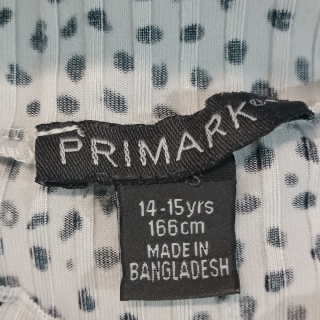 PRIMARK
14-15yrs
166cm
MADE IN
BANGLADESH